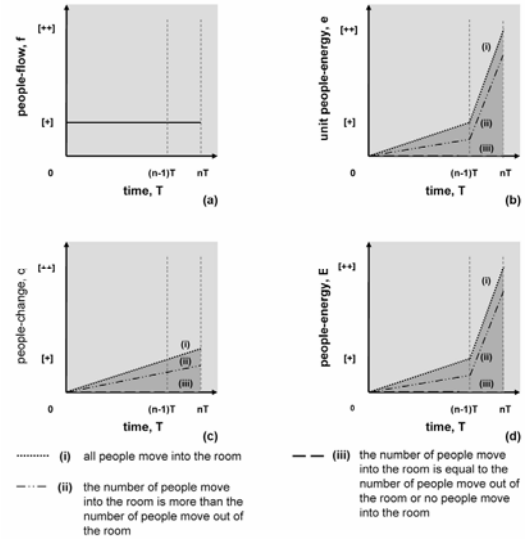 [++]
people-flow, f
[+]
0
(n-1)T
nT
time, T
(a)
[++]
unit people-energy, e
[+]
0
(n-1)T
nT
time, T
(b)
(i)
(ii)
(iii)
[++]
people-change, c
[+]
0
(n-1)T
nT
time, T
(c)
(i)
(ii)
(iii)
[++]
people-energy, E
[+]
0
(n-1)T
nT
time, T
(d)
(i)
(ii)
(iii)
(i) all people move into the room
(ii) the number of people move
into the room is more than the
number of people move out of
the room
(iii) the number of people move
into the room is equal to the
number of people move out
of the room or no people move
into the room